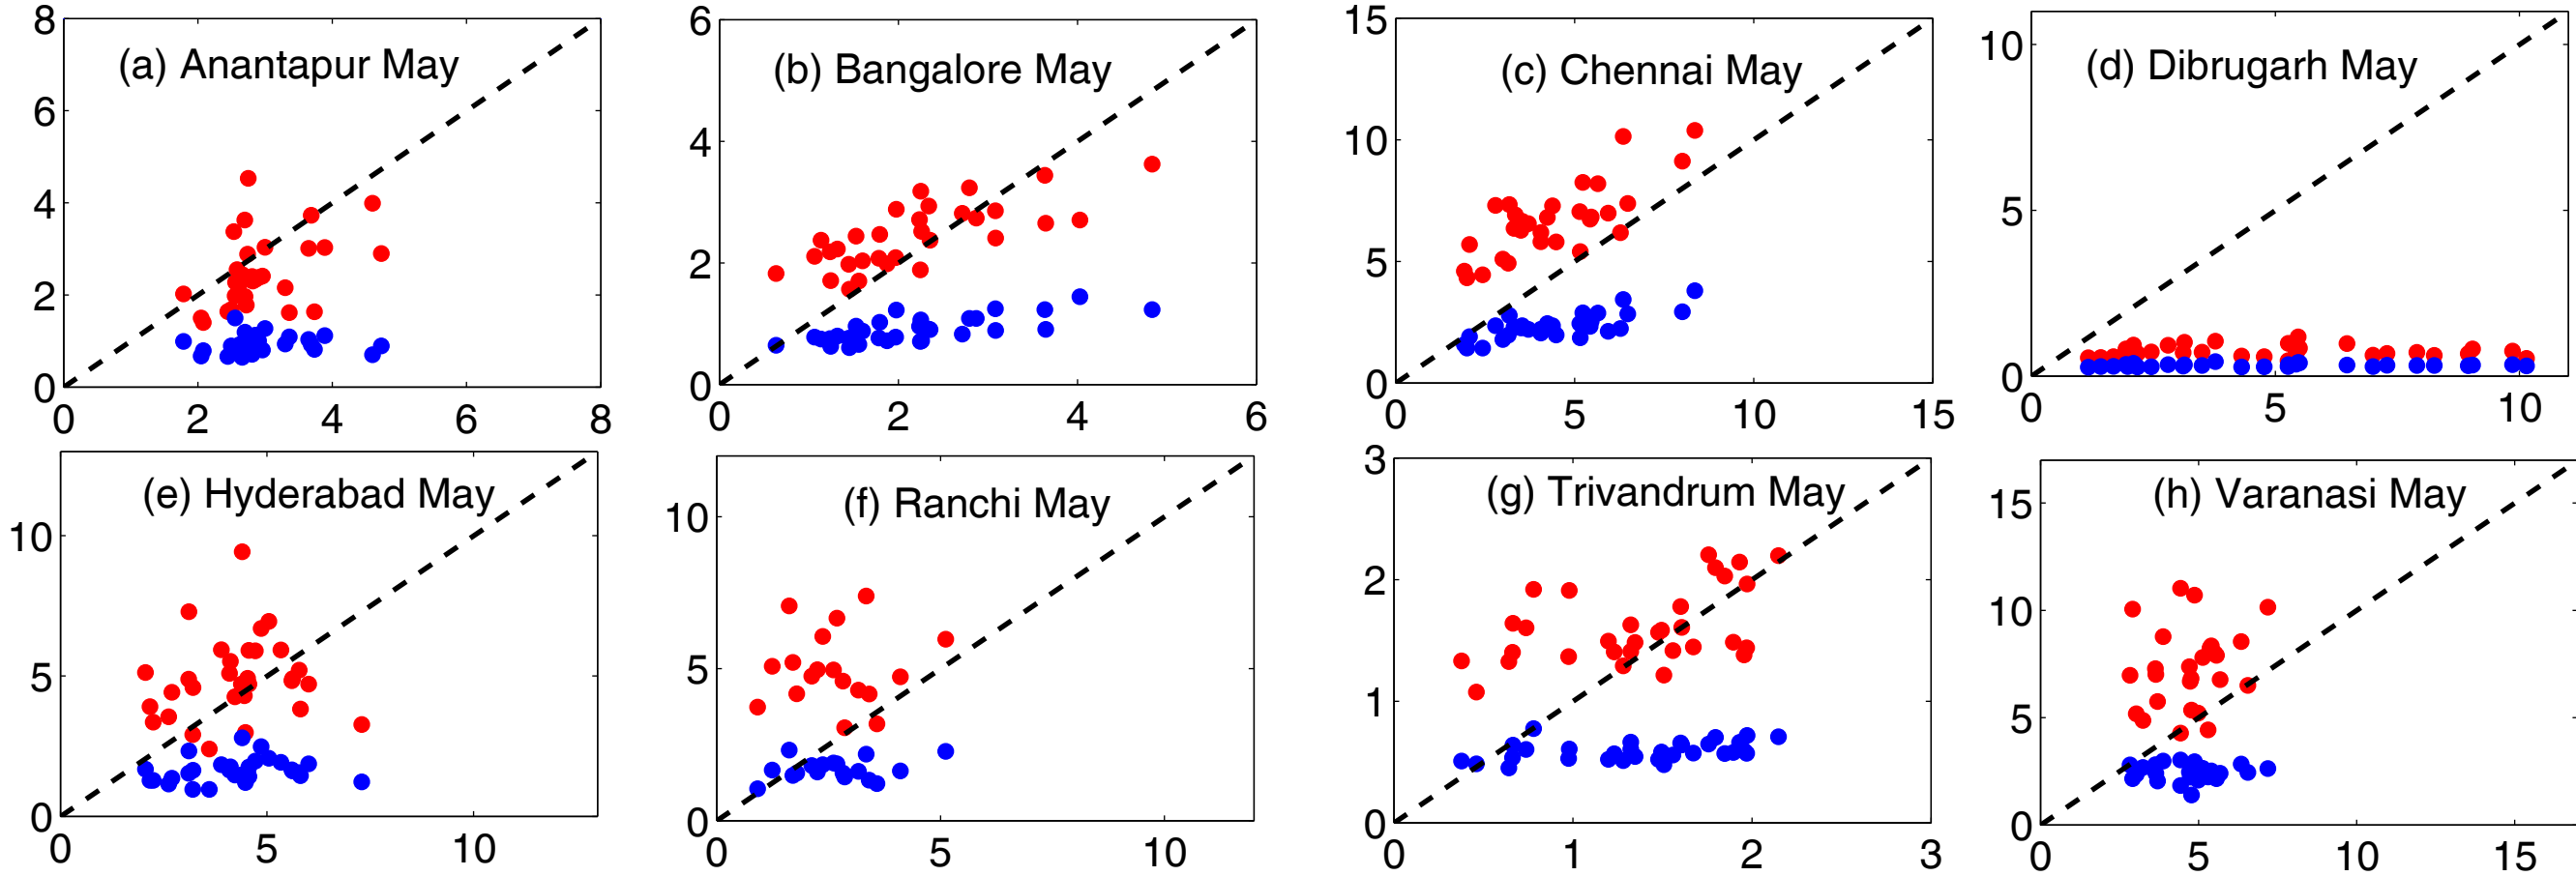 (a) Anantapur May
8
6
4
2
0
0 2 4 6 8
(b) Bangalore May
6
4
2
0
0 2 4 6
(c) Chennai May
15
10
5
0
0 5 10 15
(d) Dibrugarh May
10
5
0
0 5 10
(e) Hyderabad May
10
5
0
0 5 10
(f) Ranchi May
10
5
0
0 5 10
(g) Trivandrum May
3
2
1
0
0 1 2 3
(h) Varanasi May
15
10
5
0
0 5 10 15